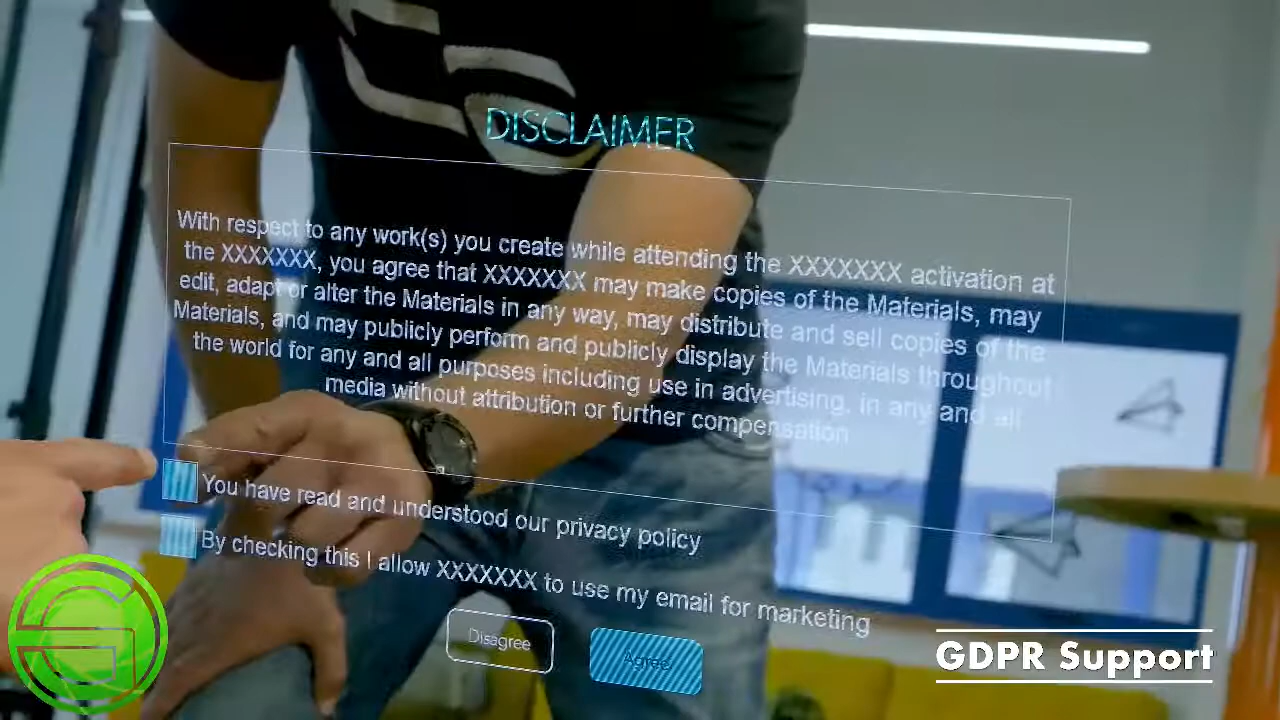 DISCLAIMER
With respect to any work(s) you create while attending the XXXXXXX activation at
the XXXXXXX, you agree that XXXXXXX may make copies of the Materials, may
edit, adapt or alter the Materials in any way, may distribute and sell copies of the
Materials, and may publicly perform and publicly display the Materials throughout
the world for any and all purposes including use in advertising, in any and all
media without attribution or further compensation
You have read and understood our privacy policy
By checking this I allow XXXXXXX to use my email for marketing
Disagree
Agree
GDPR Support